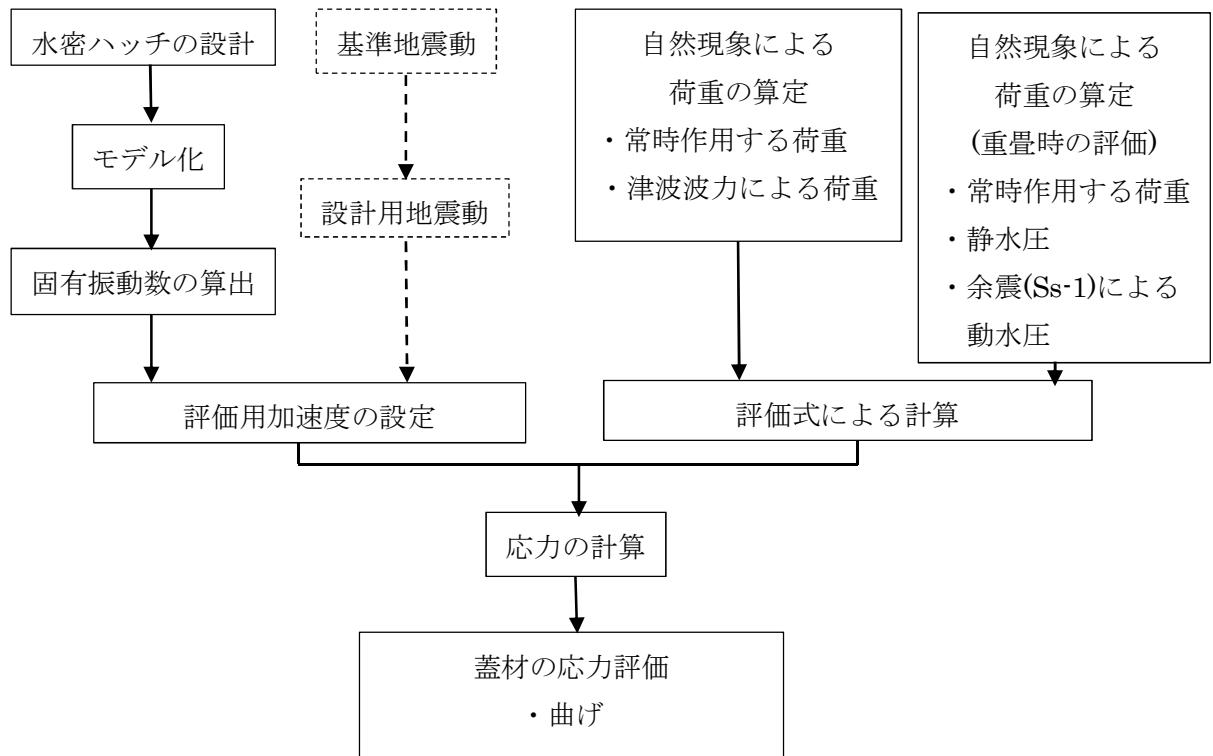 水密ハッチの設計
モデル化
固有振動数の算出
基準地震動
設計用地震動
評価用加速度の設定
自然現象による
荷重の算定
・常時作用する荷重
・津波波力による荷重
自然現象による
荷重の算定
(重畳時の評価)
・常時作用する荷重
・静水圧
・余震(Ss-1)による
動水圧
評価式による計算
応力の計算
蓋材の応力評価
・曲げ